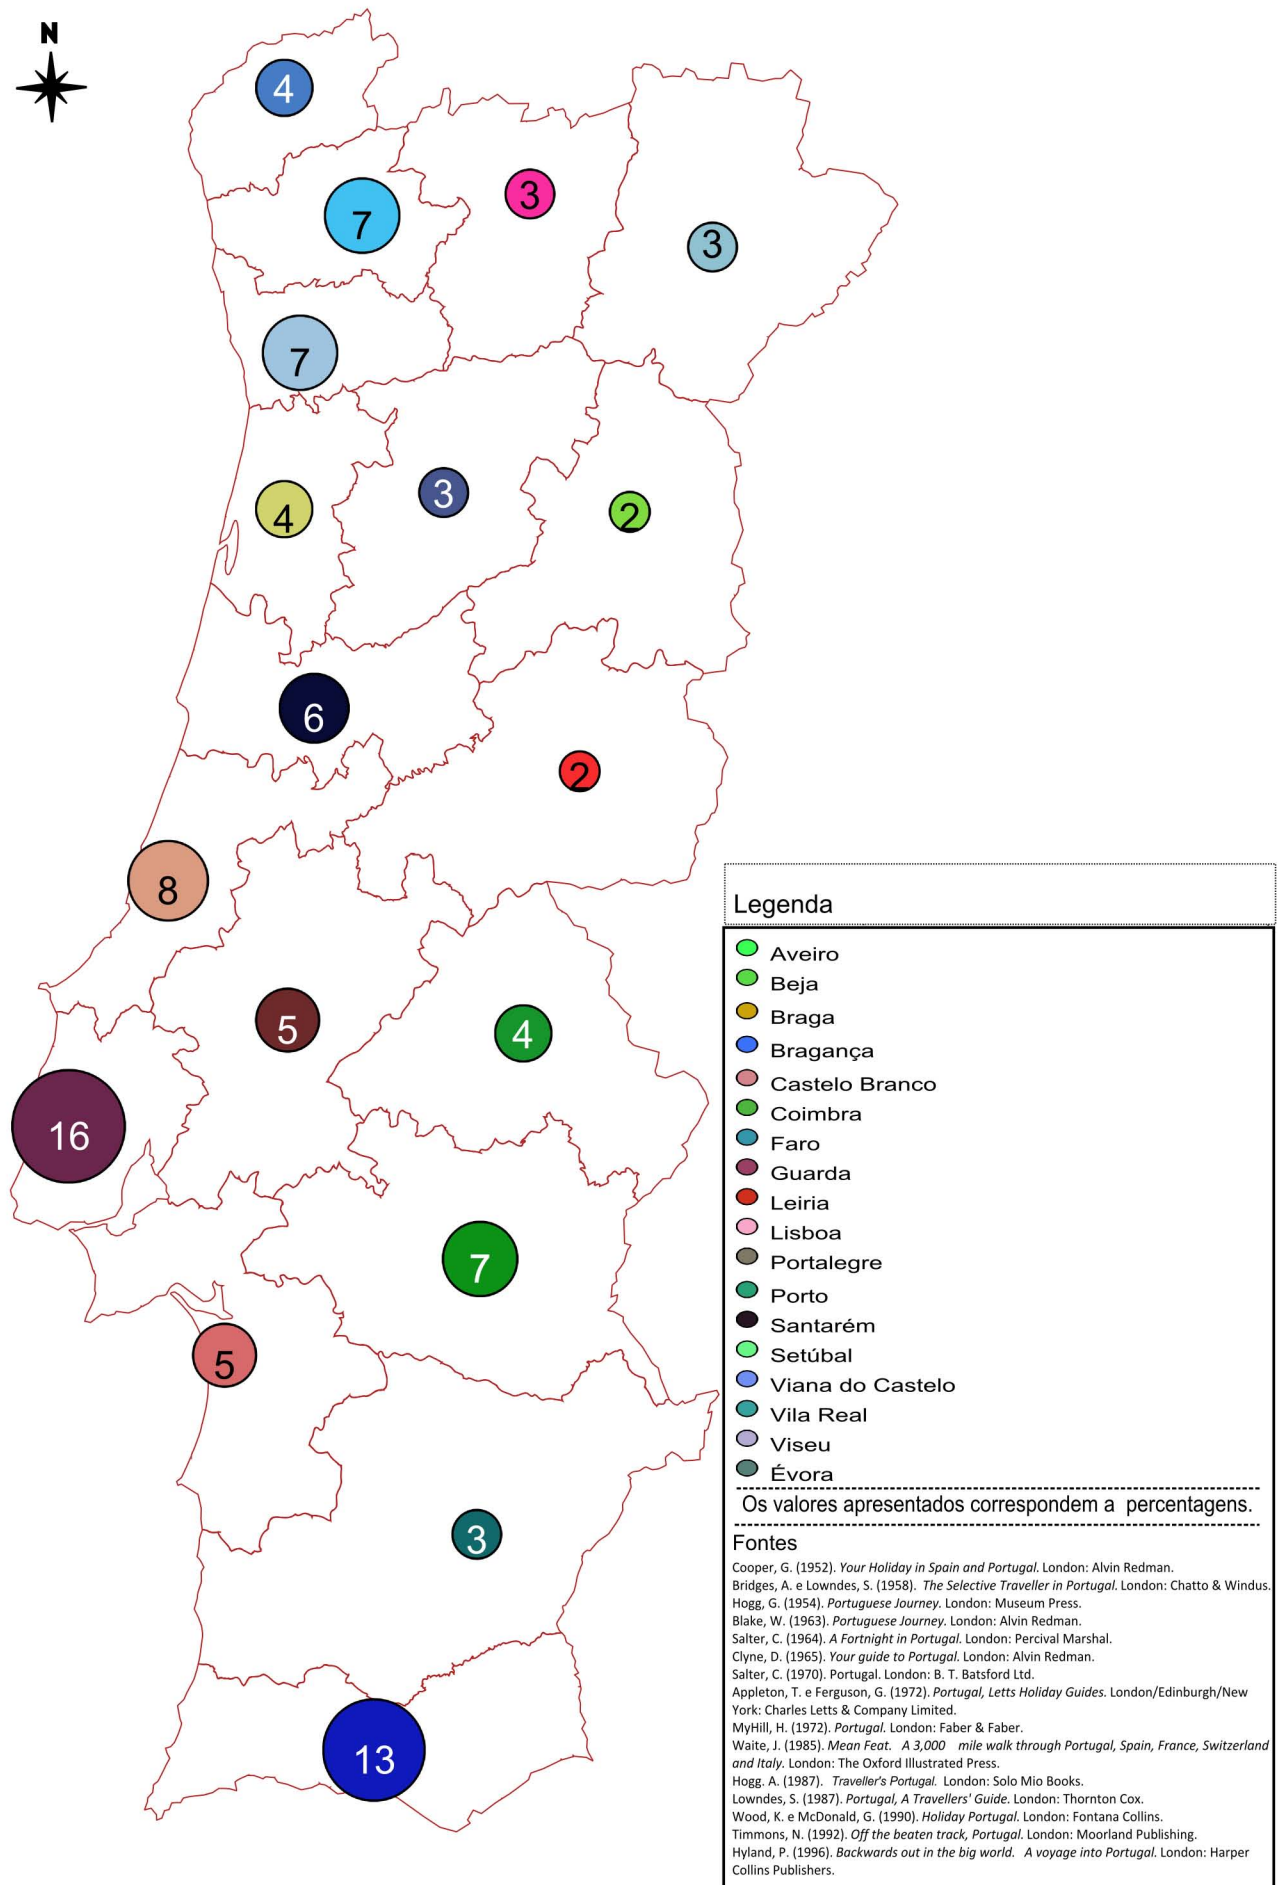 N
4
7
3
3
7
4
3
2
6
2
8
5
4
16
7
5
3
13
Legenda
Aveiro
Beja
Braga
Bragança
Castelo Branco
Coimbra
Faro
Guarda
Leiria
Lisboa
Portalegre
Porto
Santarém
Setúbal
Viana do Castelo
Vila Real
Viseu
Évora
Os valores apresentados correspondem a percentagens.
Fontes
Cooper, G. (1952). Your Holiday in Spain and Portugal. London: Alvin Redman.
Bridges, A. e Lowndes, S. (1958). The Selective Traveller in Portugal. London: Chatto & Windus.
Hogg, G. (1954). Portuguese Journey. London: Museum Press.
Blake, W. (1963). Portuguese Journey. London: Alvin Redman.
Salter, C. (1964). A Fortnight in Portugal. London: Percival Marshal.
Clyne, D. (1965). Your guide to Portugal. London: Alvin Redman.
Salter, C. (1970). Portugal. London: B. T. Batsford Ltd.
Appleton, T. e Ferguson, G. (1972). Portugal, Letts Holiday Guides. London/Edinburgh/New
York: Charles Letts & Company Limited.
MyHill, H. (1972). Portugal. London: Faber & Faber.
Waite, J. (1985). Mean Feat. A 3,000 mile walk through Portugal, Spain, France, Switzerland
and Italy. London: The Oxford Illustrated Press.
Hogg. A. (1987). Traveller's Portugal. London: Solo Mio Books.
Lowndes, S. (1987). Portugal, A Travellers' Guide. London: Thornton Cox.
Wood, K. e McDonald, G. (1990). Holiday Portugal. London: Fontana Collins.
Timmons, N. (1992). Off the beaten track, Portugal. London: Moorland Publishing.
Hyland, P. (1996). Backwards out in the big world. A voyage into Portugal. London: Harper
Collins Publishers.